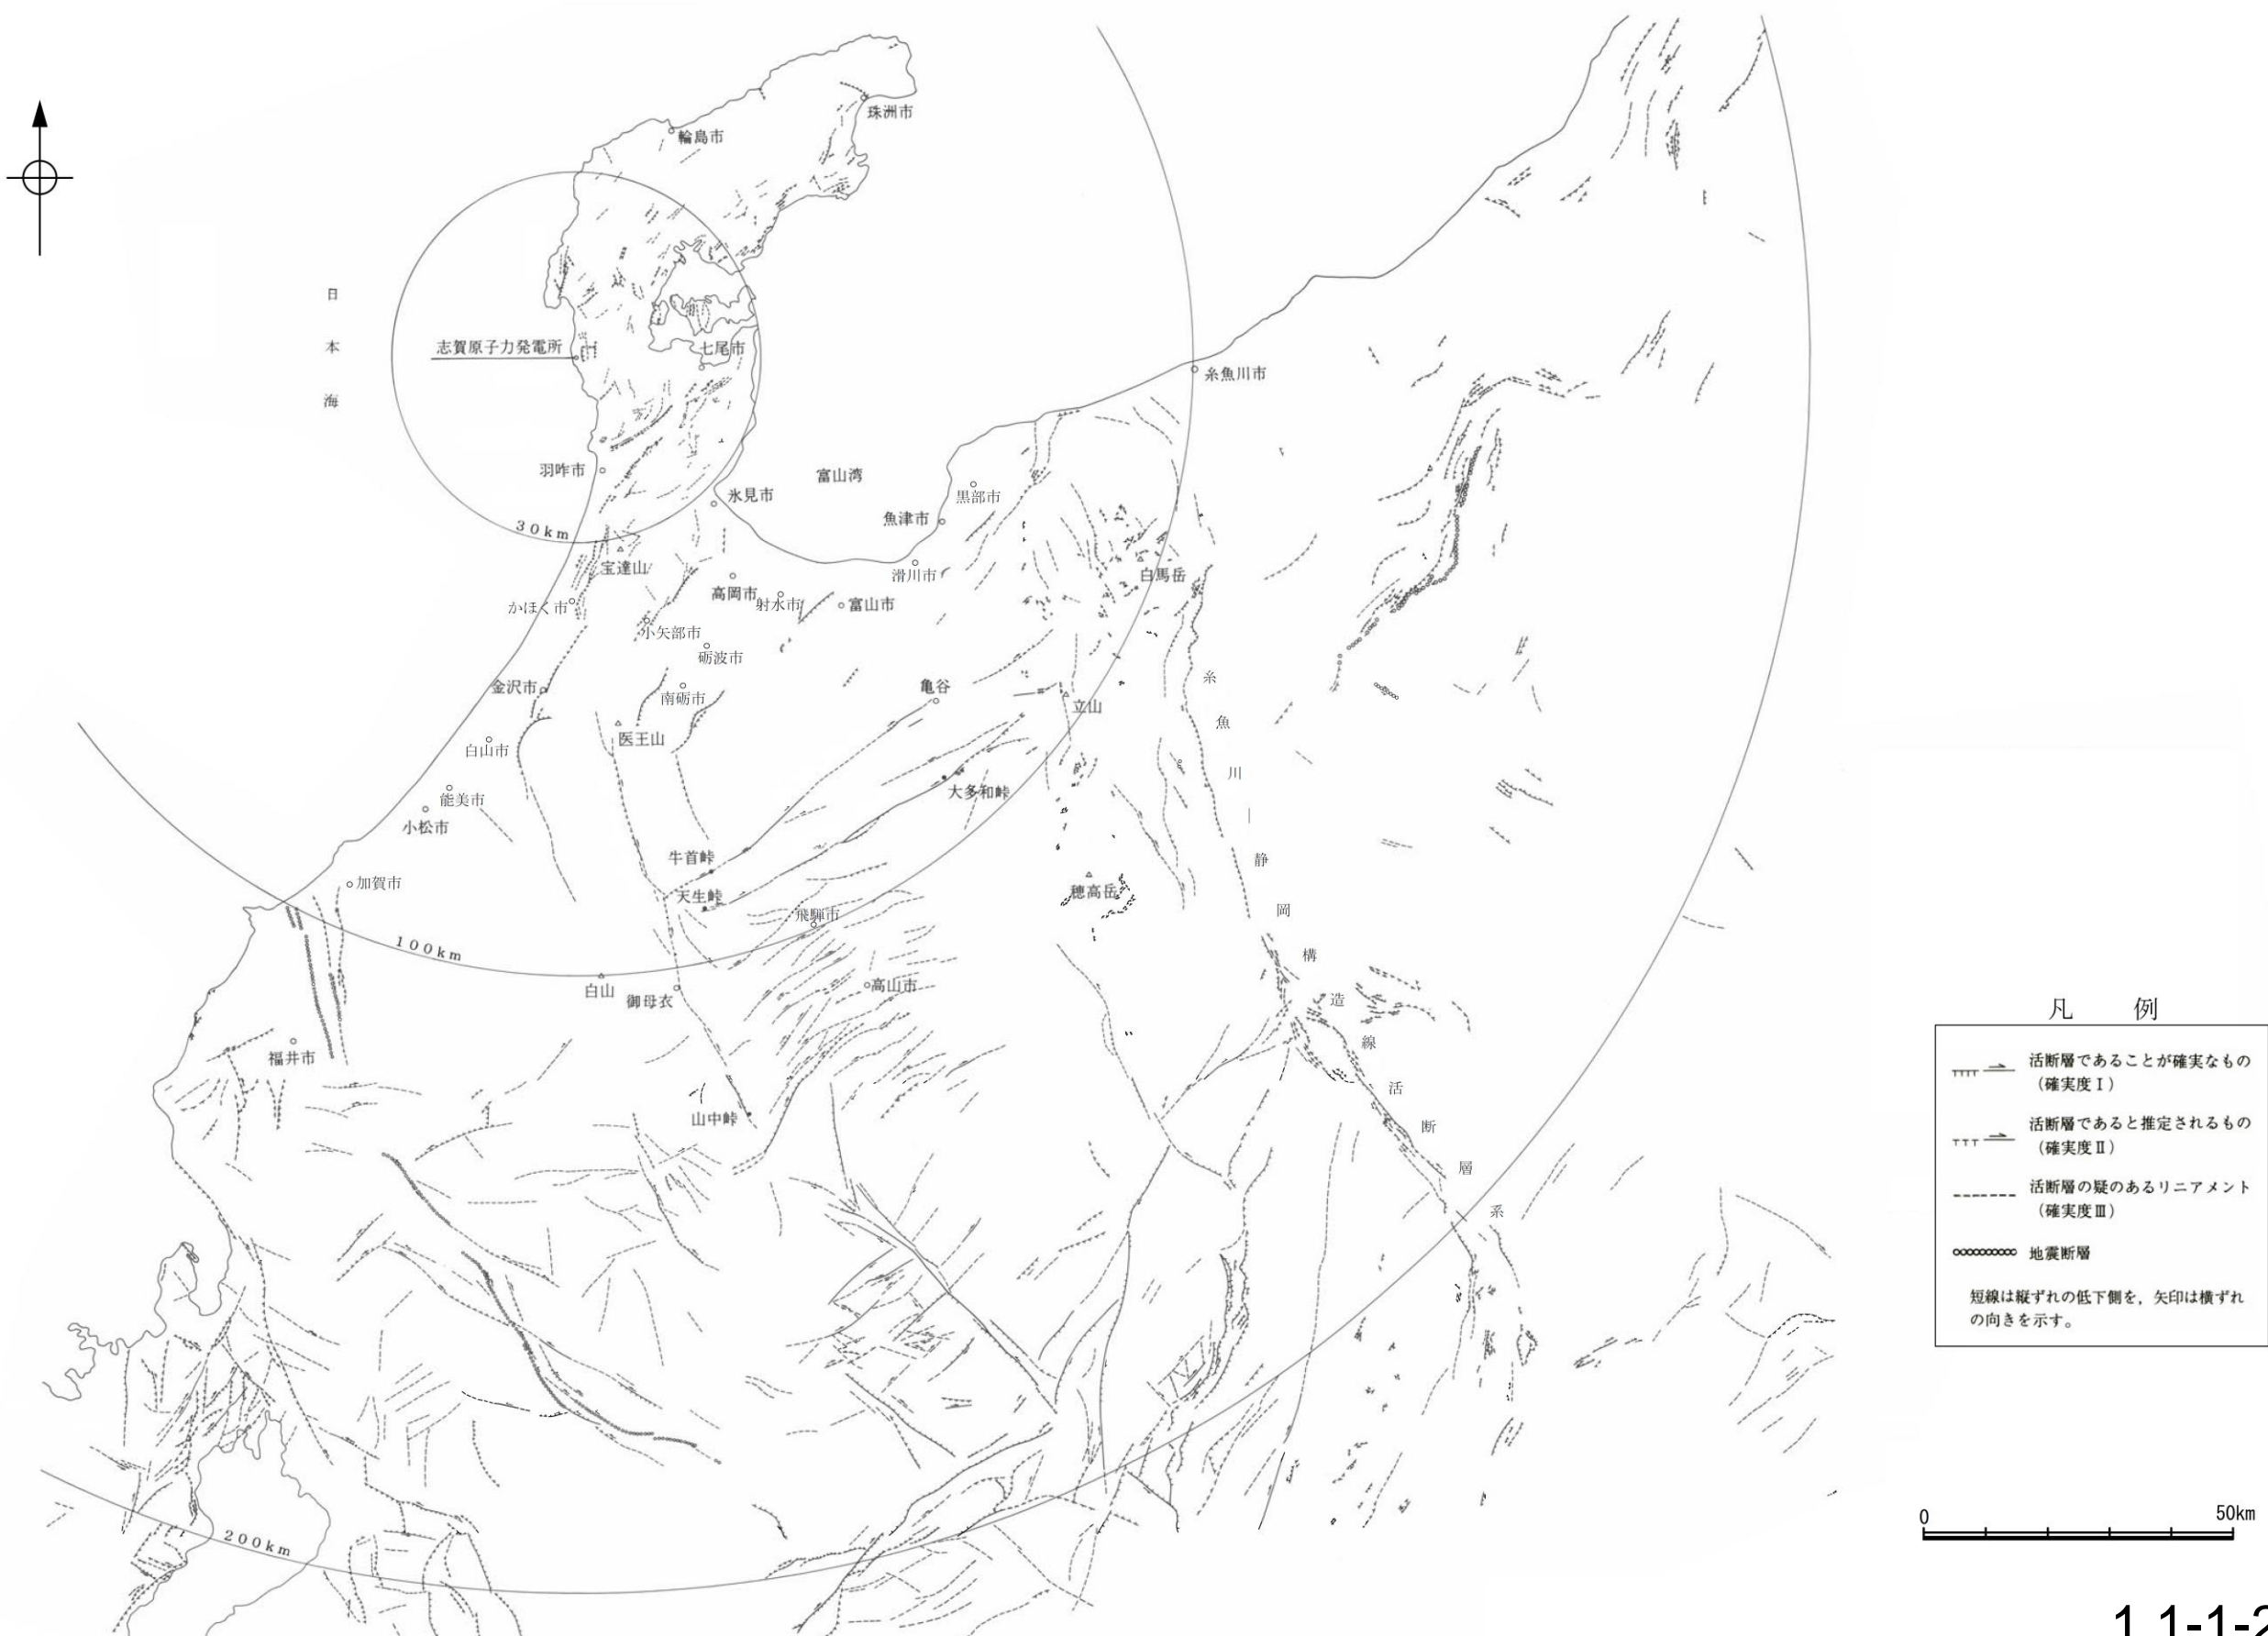 珠洲市
輪島市
日本海
志賀原子力発電所
七尾市
糸魚川市
羽咋市
富山湾
氷見市
黒部市
魚津市
30km
宝達山
滑川市
白馬岳
高岡市
射水市
富山市
かほく市
小矢部市
砺波市
金沢市
南砺市
亀谷
立山
医王山
白山市
大多和峠
能美市
小松市
牛首峠
天生峠
加賀市
穂高岳
飛騨市
100km
白山
御母衣
高山市
福井市
山中峠
糸魚川―静岡構造線活断層系
200km
凡例
活断層であることが確実なもの
(確実度Ⅰ)
活断層であると推定されるもの
(確実度Ⅱ)
活断層の疑のあるリニアメント
(確実度Ⅲ)
地震断層
短線は縦ずれの低下側を，矢印は横ずれ
の向きを示す。
0 50km
1.1-1-2